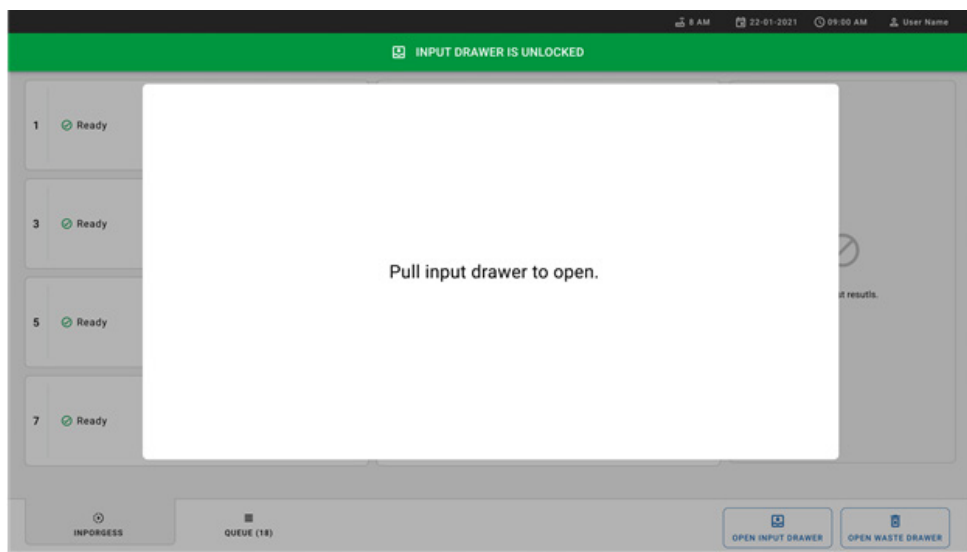 8 AM 22-01-2021 09:00 AM User Name
INPUT DRAWER IS UNLOCKED
1 Ready
3 Ready
Pull input drawer to open.
t resutls.
5 Ready
7 Ready
INPORGESS QUEUE (18) OPEN INPUT DRAWER OPEN WASTE DRAWER